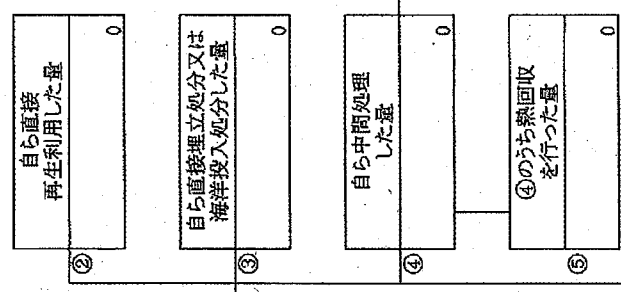 ②
自ら直接
再生利用した量
0
③
自ら直接埋立処分又は
海洋投入処分した量
0
④
自ら中間処理
した量
0
⑤
④のうち熱回収
を行った量
0